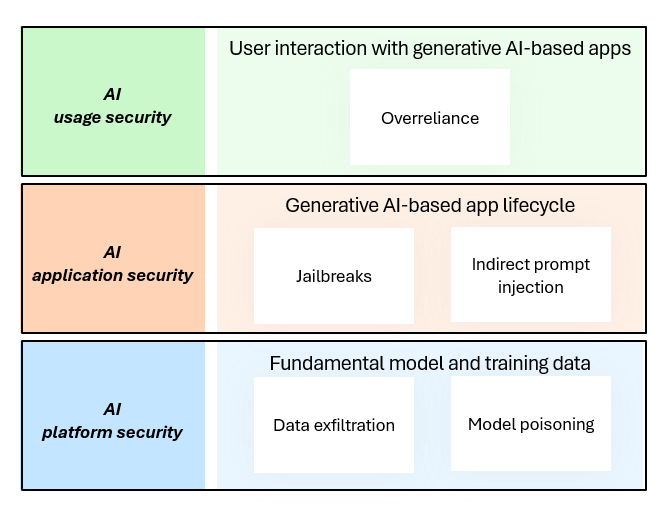 User interaction with generative AI-based apps
AI
usage security
Overreliance
Generative AI-based app lifecycle
AI
application security
Jailbreaks
Indirect prompt
injection
Fundamental model and training data
AI
platform security
Data exfiltration
Model poisoning